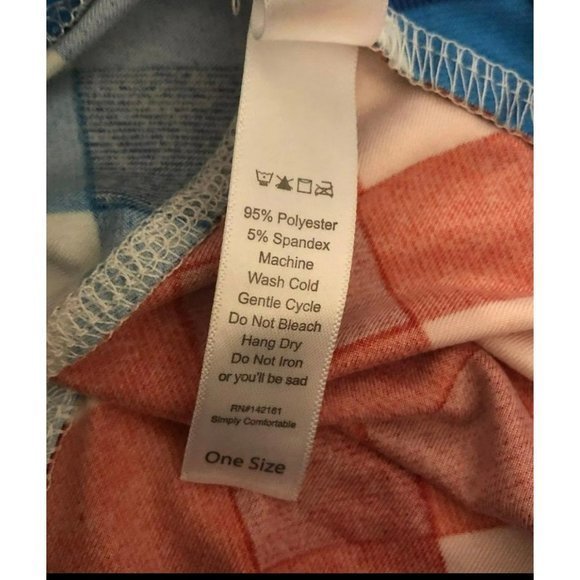 95% Polyester
5% Spandex
Machine
Wash Cold
Gentle Cycle
Do Not Bleach
Hang Dry
Do Not Iron
or you'll be sad
RN#142181
Simply Comfortable
One Size